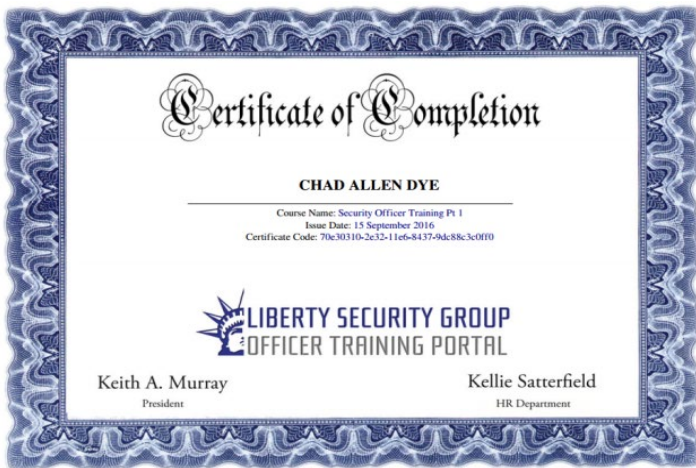 Certificate of Completion
CHAD ALLEN DYE
Course Name: Security Officer Training Pt 1
Issue Date: 15 September 2016
Certificate Code: 70e30310-2e32-11e6-8437-9dc88c3c0ff0
LIBERTY SECURITY GROUP
OFFICER TRAINING PORTAL
Keith A. Murray
President
Kellie Satterfield
HR Department